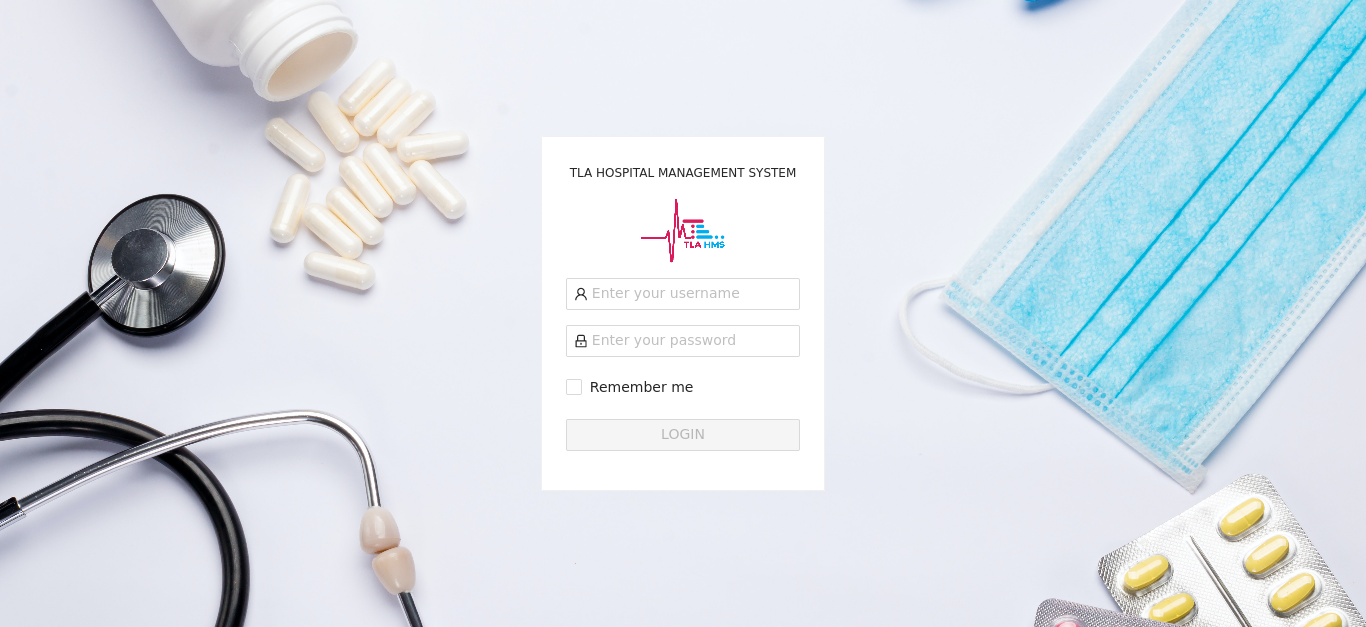 TLA HOSPITAL MANAGEMENT SYSTEM
TLA HMS
Enter your username
Enter your password
Remember me
LOGIN